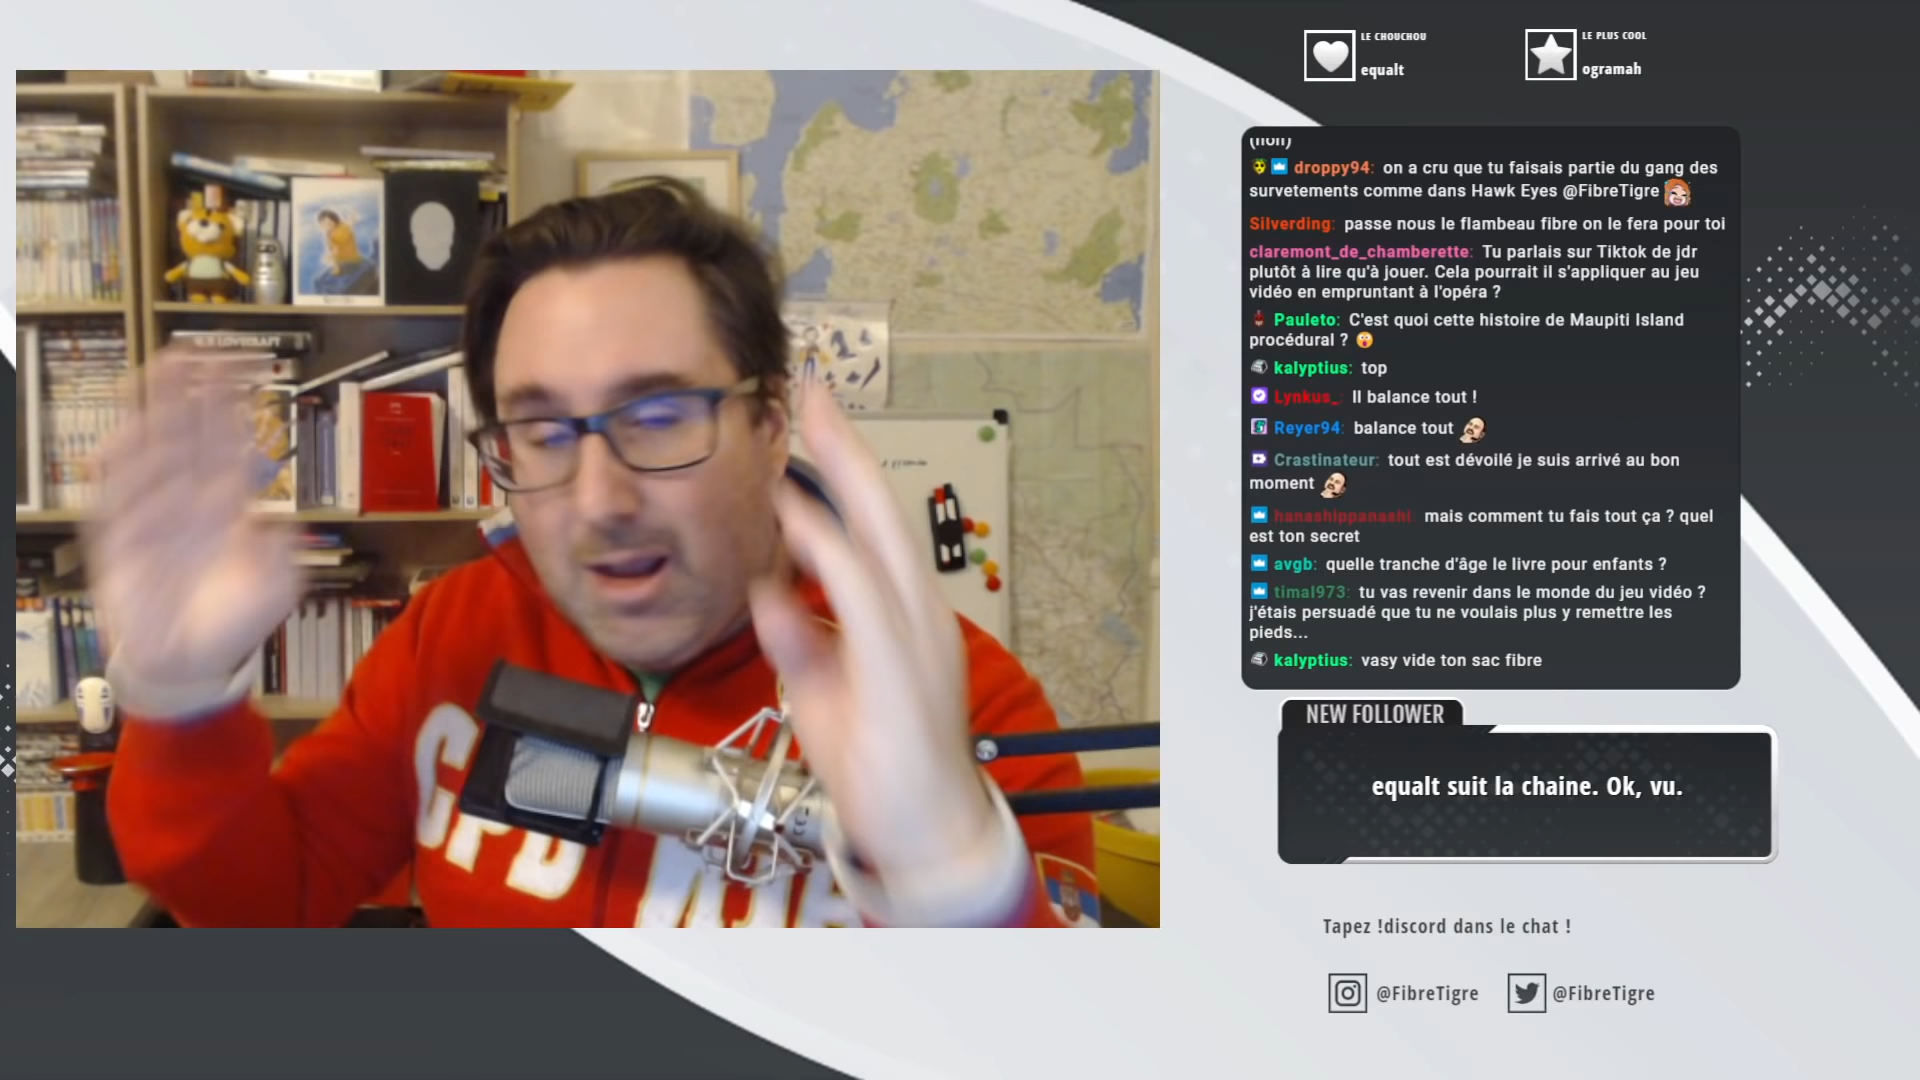 LE CHOUCHOU
equalt
LE PLUS COOL
ogramah
(non)
droppy94: on a cru que tu faisais partie du gang des
survetements comme dans Hawk Eyes @FibreTigre
Silverding: passe nous le flambeau fibre on le fera pour toi
claremont_de_chamberette: Tu parlais sur Tiktok de jdr
plutôt à lire qu'à jouer. Cela pourrait il s'appliquer au jeu
vidéo en empruntant à l'opéra ?
Pauleto: C'est quoi cette histoire de Maupiti Island
procédural ?
kalyptius: top
Lynkus_: Il balance tout !
Reyer94: balance tout
Crastinateur: tout est dévoilé je suis arrivé au bon
moment
hanashippanashi: mais comment tu fais tout ça ? quel
est ton secret
avgb: quelle tranche d'âge le livre pour enfants ?
timal973: tu vas revenir dans le monde du jeu vidéo ?
j'étais persuadé que tu ne voulais plus y remettre les
pieds...
kalyptius: vasy vide ton sac fibre
NEW FOLLOWER
equalt suit la chaine. Ok, vu.
Tapez !discord dans le chat !
@FibreTigre
@FibreTigre
LOVECRAFT